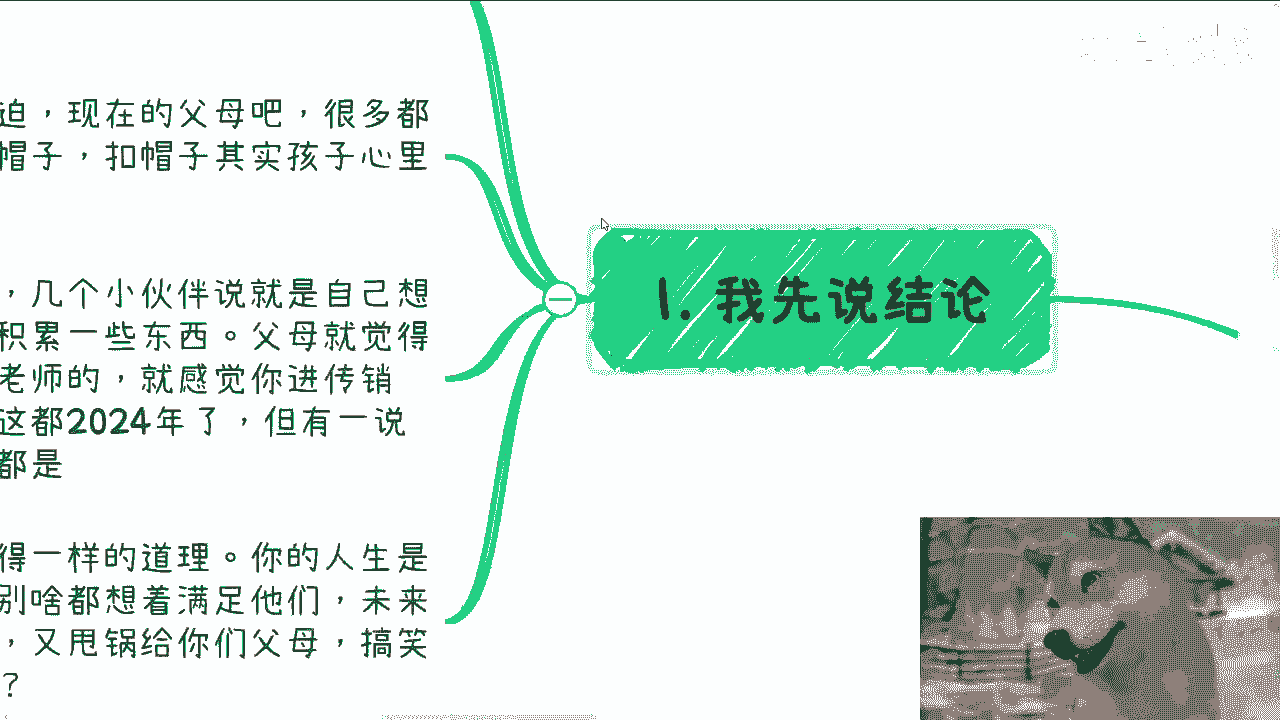 迫，现在的父母吧，很多都
帽子，扣帽子其实孩子心里
，几个小伙伴说就是自己想
积累一些东西。父母就觉得
老师的，就感觉你进传销
这都2024年了，但有一说
都是
得一样的道理。你的人生是
别啥都想着满足他们，未来
，又甩锅给你们父母，搞笑
？
1. 我先说结论